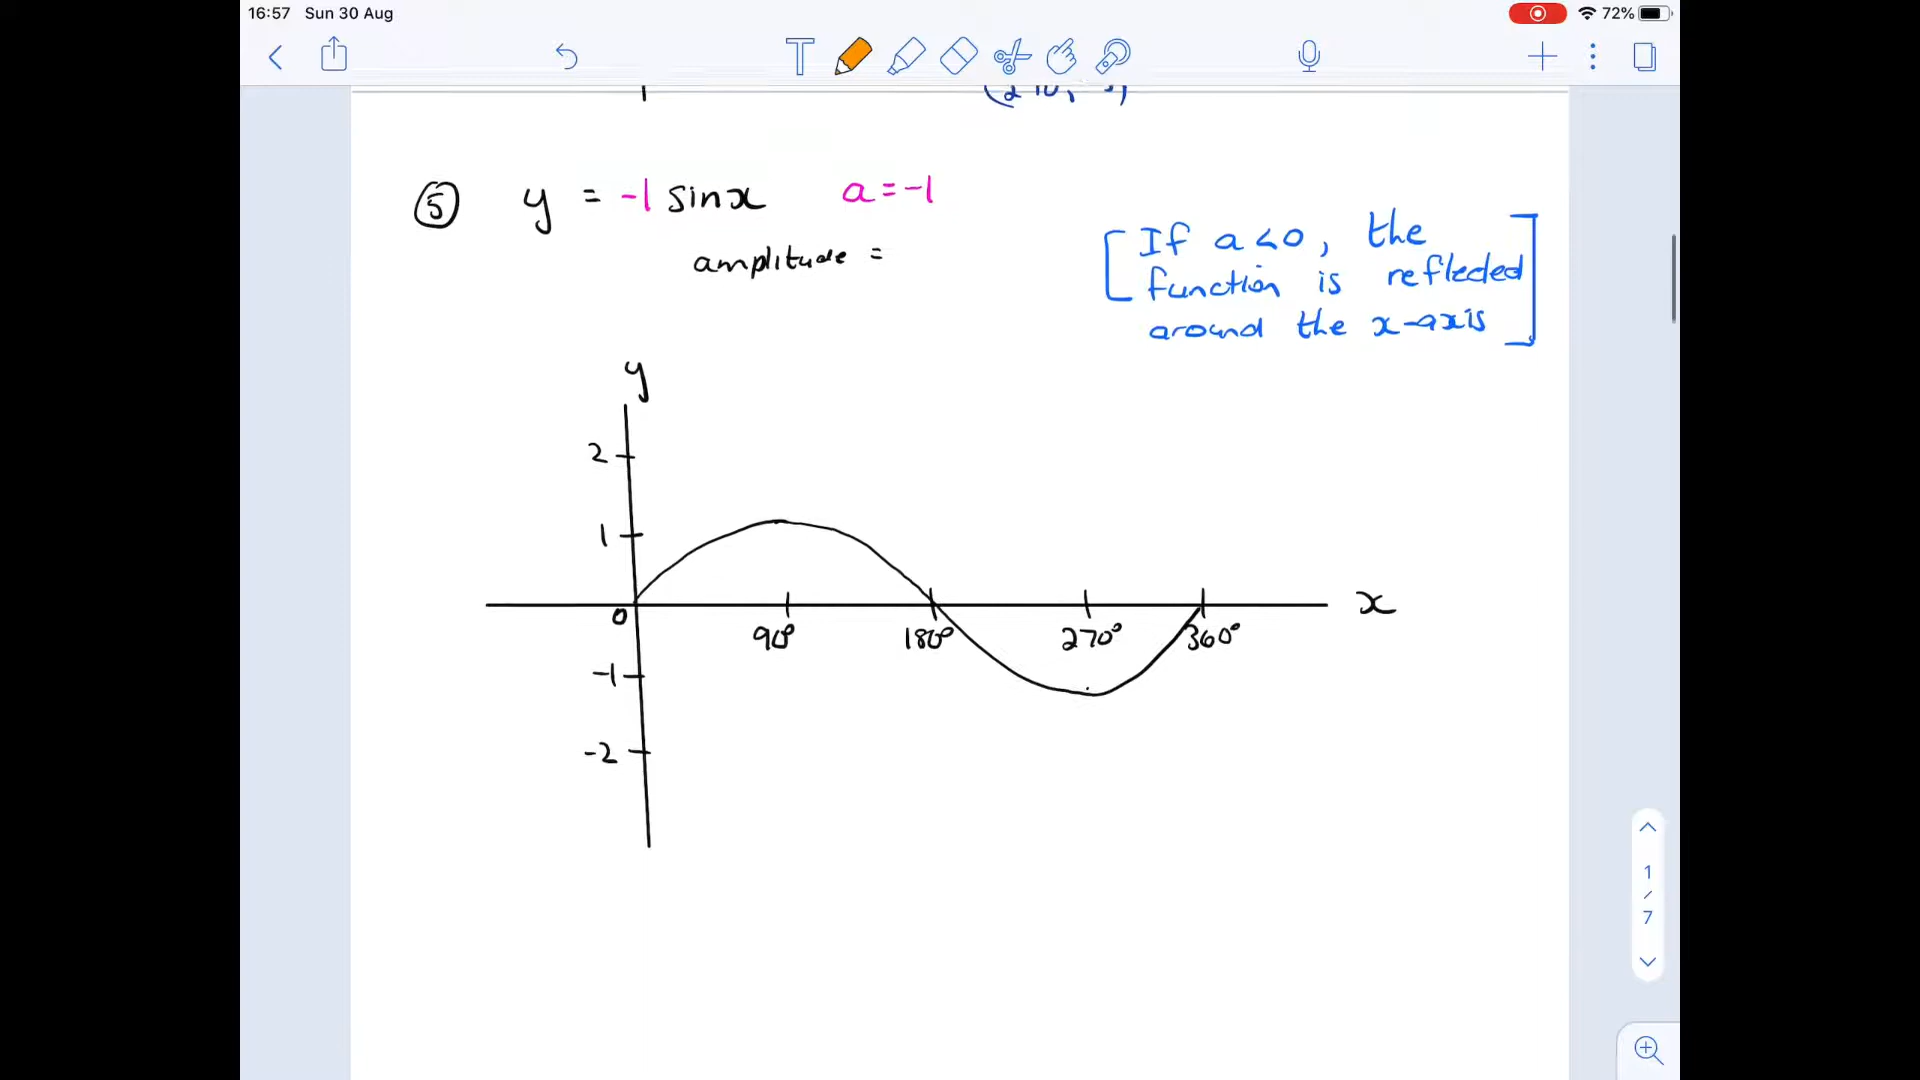 16:57 Sun 30 Aug
72%
T
⑤ y = -1 sinx a = -1
amplitude =
[If a < 0, the
function is reflected
around the x-axis]
y
2
1
0
90° 180° 270° 360°
x
-1
-2
1
/
7